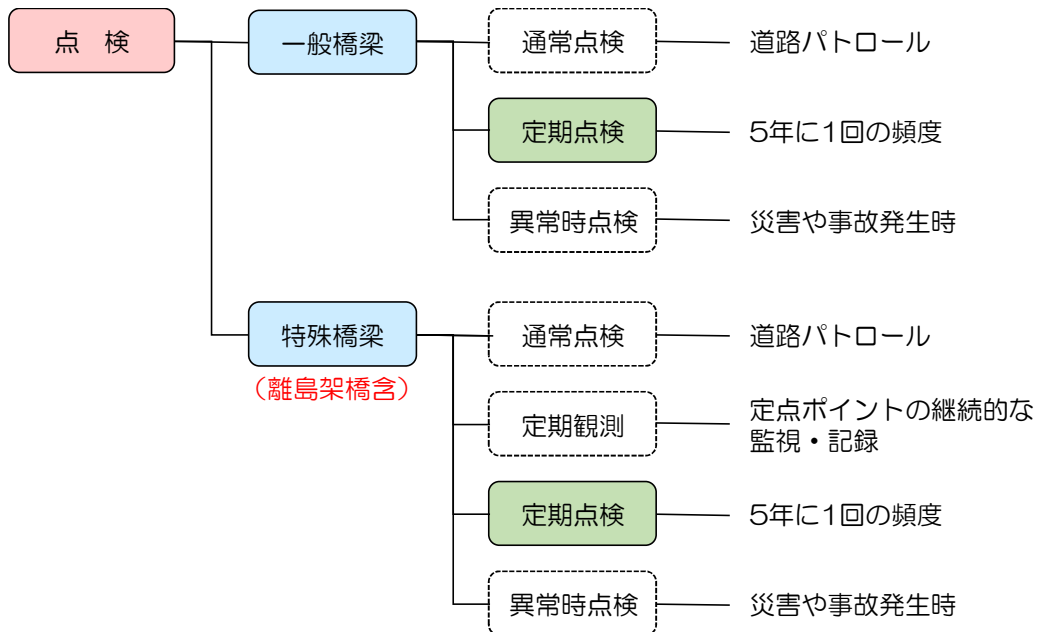 点 検
一般橋梁
通常点検
道路パトロール
定期点検
5年に1回の頻度
異常時点検
災害や事故発生時
特殊橋梁
(離島架橋含)
通常点検
道路パトロール
定期観測
定点ポイントの継続的な
監視・記録
定期点検
5年に1回の頻度
異常時点検
災害や事故発生時